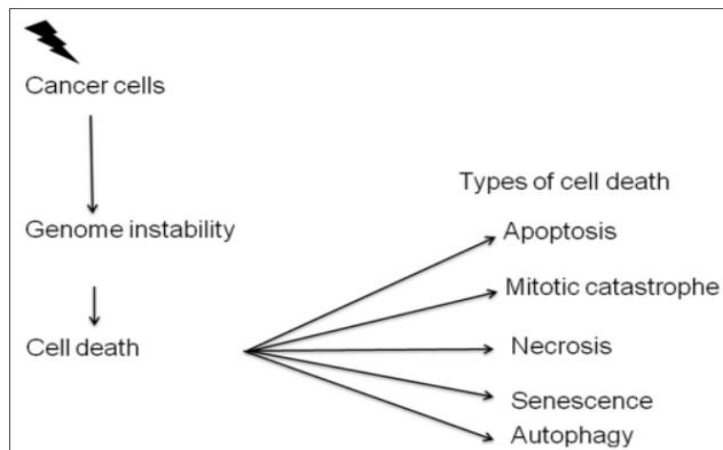 Cancer cells
Genome instability
Cell death
Types of cell death
Apoptosis
Mitotic catastrophe
Necrosis
Senescence
Autophagy